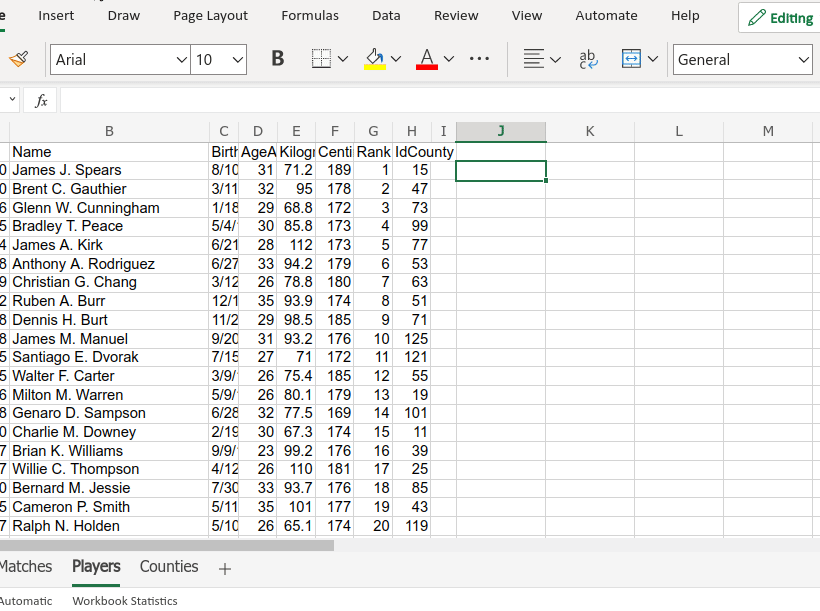 Insert Draw Page Layout Formulas Data Review View Automate Help Editing
Arial 10 B A ab General
fx
B C D E F G H I J K L M
Name Birth AgeA Kilog Centi Rank IdCounty
0 James J. Spears 8/10 31 71.2 189 1 15
0 Brent C. Gauthier 3/11 32 95 178 2 47
6 Glenn W. Cunningham 1/18 29 68.8 172 3 73
5 Bradley T. Peace 5/4/ 30 85.8 173 4 99
4 James A. Kirk 6/21 28 112 173 5 77
8 Anthony A. Rodriguez 6/27 33 94.2 179 6 53
9 Christian G. Chang 3/12 26 78.8 180 7 63
2 Ruben A. Burr 12/1 35 93.9 174 8 51
8 Dennis H. Burt 11/2 29 98.5 185 9 71
8 James M. Manuel 9/20 31 93.2 176 10 125
5 Santiago E. Dvorak 7/15 27 71 172 11 121
5 Walter F. Carter 3/9/ 26 75.4 185 12 55
6 Milton M. Warren 5/9/ 26 80.1 179 13 19
8 Genaro D. Sampson 6/28 32 77.5 169 14 101
0 Charlie M. Downey 2/19 30 67.3 174 15 11
7 Brian K. Williams 9/9/ 23 99.2 176 16 39
7 Willie C. Thompson 4/12 26 110 181 17 25
0 Bernard M. Jessie 7/30 33 93.7 176 18 85
5 Cameron P. Smith 5/11 35 101 177 19 43
7 Ralph N. Holden 5/10 26 65.1 174 20 119
Matches Players Counties +
Automatic Workbook Statistics